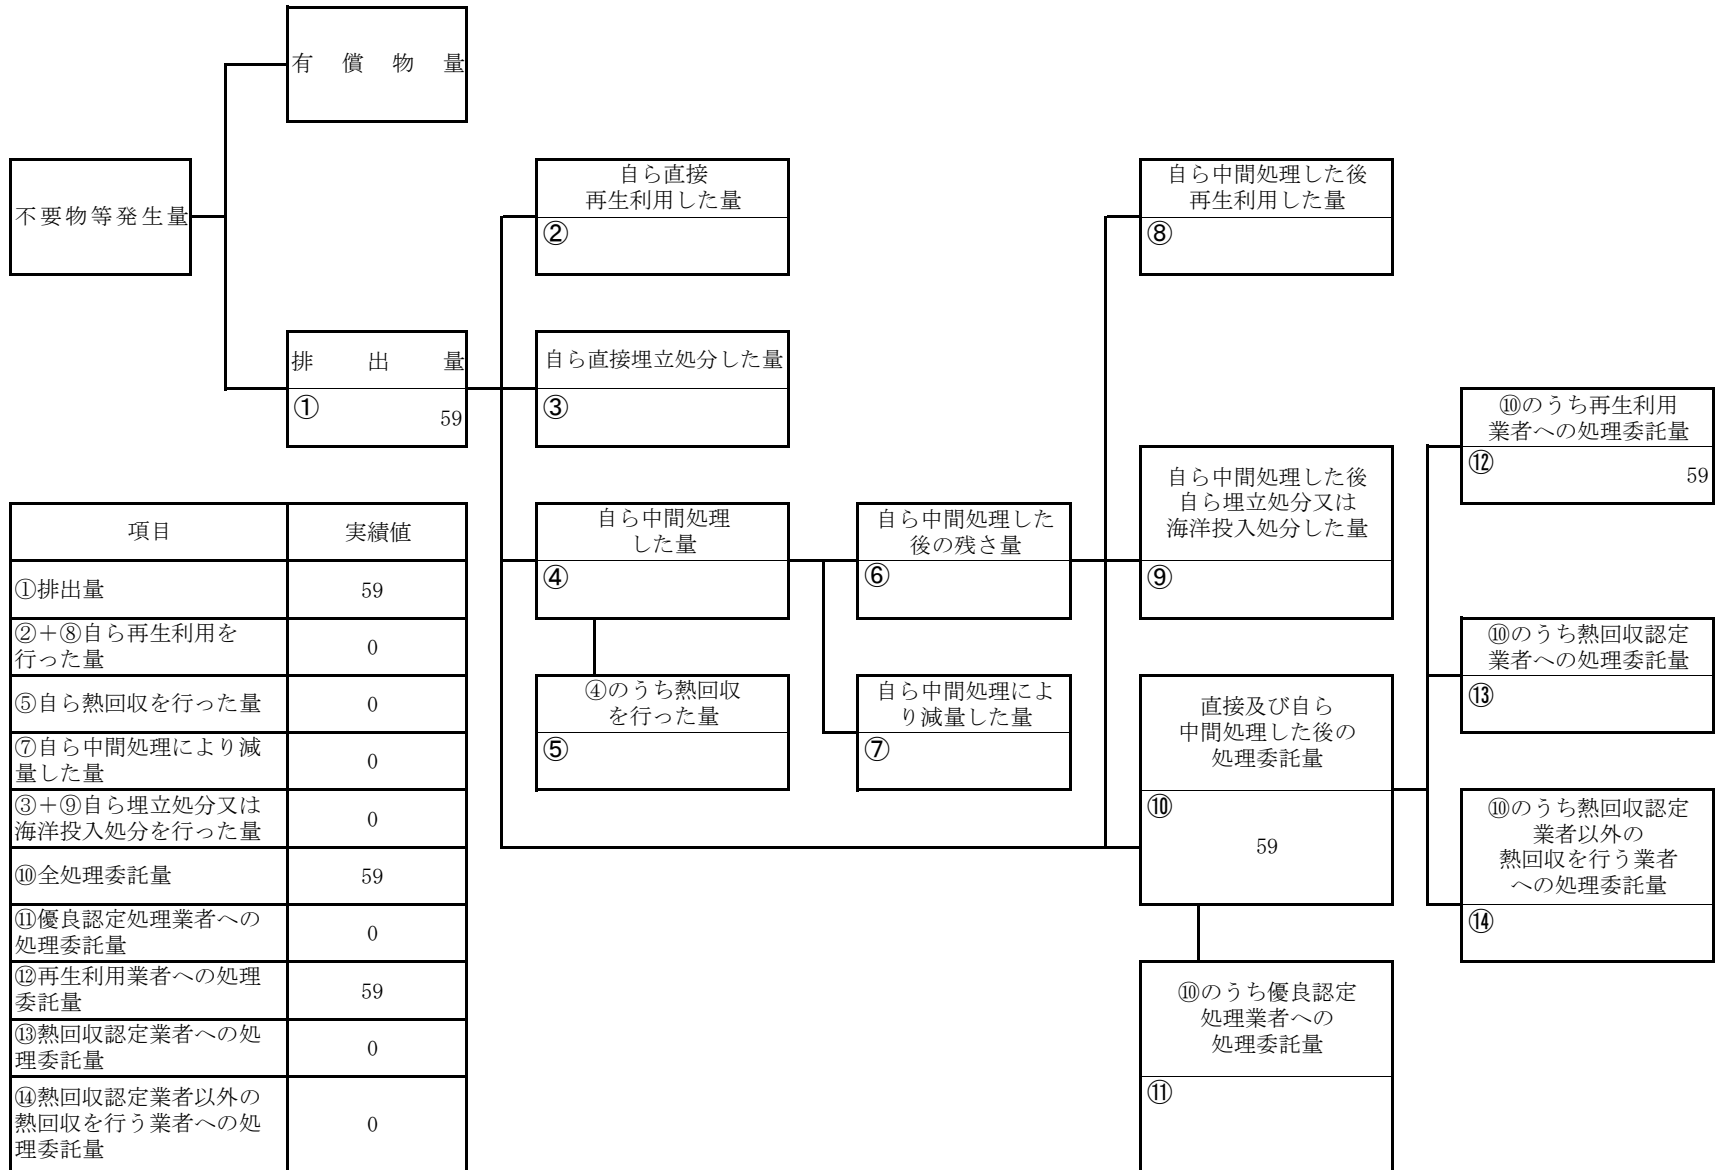 有償物量
不要物等発生量
排出量
①
59
自ら直接
再生利用した量
②
自ら直接埋立処分した量
③
自ら中間処理
した量
④
④のうち熱回収
を行った量
⑤
自ら中間処理した
後の残さ量
⑥
自ら中間処理によ
り減量した量
⑦
自ら中間処理した後
再生利用した量
⑧
自ら中間処理した後
自ら埋立処分又は
海洋投入処分した量
⑨
直接及び自ら
中間処理した後の
処理委託量
⑩
59
⑩のうち優良認定
処理業者への
処理委託量
⑪
⑩のうち再生利用
業者への処理委託量
⑫
59
⑩のうち熱回収認定
業者への処理委託量
⑬
⑩のうち熱回収認定
業者以外の
熱回収を行う業者
への処理委託量
⑭
項目 実績値
①排出量 59
②＋⑧自ら再生利用を
行った量 0
⑤自ら熱回収を行った量 0
⑦自ら中間処理により減
量した量 0
③＋⑨自ら埋立処分又は
海洋投入処分を行った量 0
⑩全処理委託量 59
⑪優良認定処理業者への
処理委託量 0
⑫再生利用業者への処理
委託量 59
⑬熱回収認定業者への処
理委託量 0
⑭熱回収認定業者以外の
熱回収を行う業者への処
理委託量 0